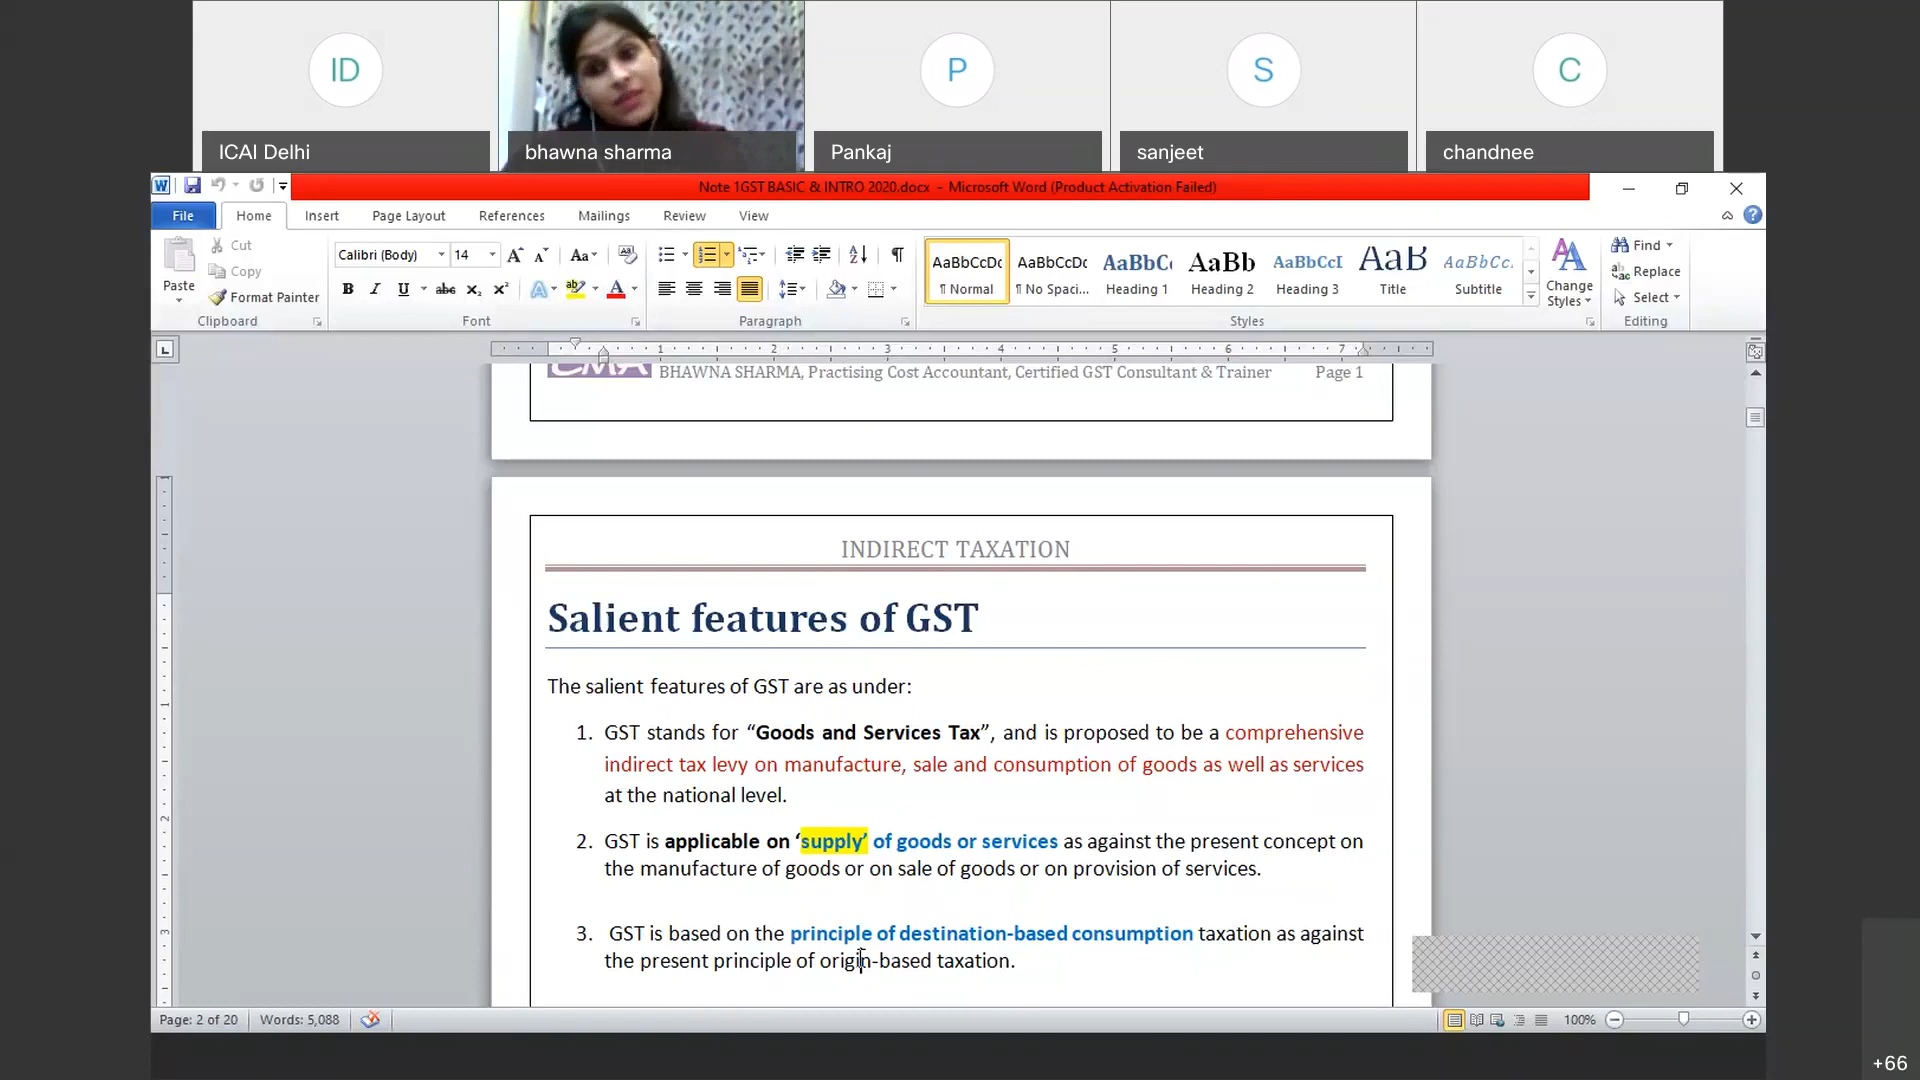 ID
P
S
C
ICAI Delhi
bhawna sharma
Pankaj
sanjeet
chandnee
Note 1GST BASIC & INTRO 2020.docx - Microsoft Word (Product Activation Failed)
File Home Insert Page Layout References Mailings Review View
Paste
Cut
Copy
Format Painter
Clipboard
Calibri (Body) 14
Font
Paragraph
AaBbCcDc AaBbCcDc AaBbC AaBb AaBbCcI AaB AaBbCc.
¶ Normal ¶ No Spaci... Heading 1 Heading 2 Heading 3 Title Subtitle
Change
Styles
Styles
Find
Replace
Select
Editing
1 2 3 4 5 6 7
CMA BHAWNA SHARMA, Practising Cost Accountant, Certified GST Consultant & Trainer Page 1
INDIRECT TAXATION
Salient features of GST
The salient features of GST are as under:
1. GST stands for “Goods and Services Tax”, and is proposed to be a comprehensive
indirect tax levy on manufacture, sale and consumption of goods as well as services
at the national level.
2. GST is applicable on ‘supply’ of goods or services as against the present concept on
the manufacture of goods or on sale of goods or on provision of services.
3. GST is based on the principle of destination-based consumption taxation as against
the present principle of origin-based taxation.
Page: 2 of 20 Words: 5,088 100%
+66